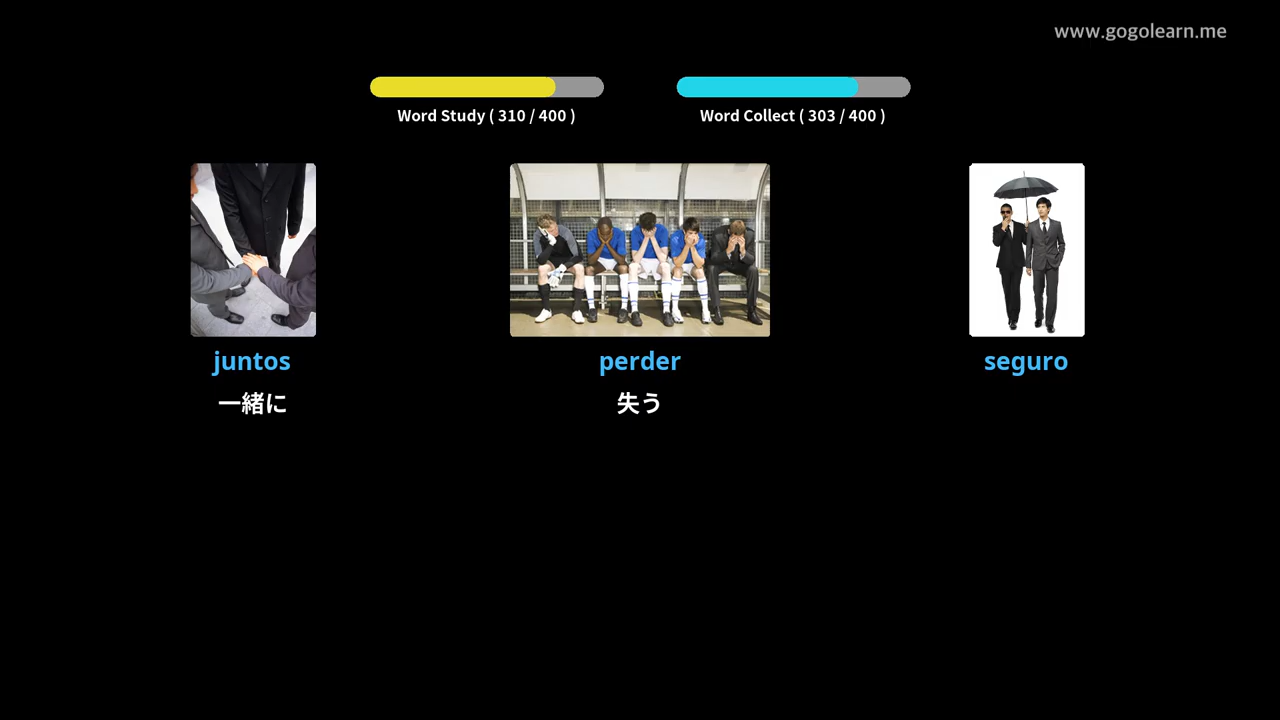 www.gogolearn.me
Word Study ( 310 / 400 )
Word Collect ( 303 / 400 )
juntos
perder
seguro
一緒に
失う